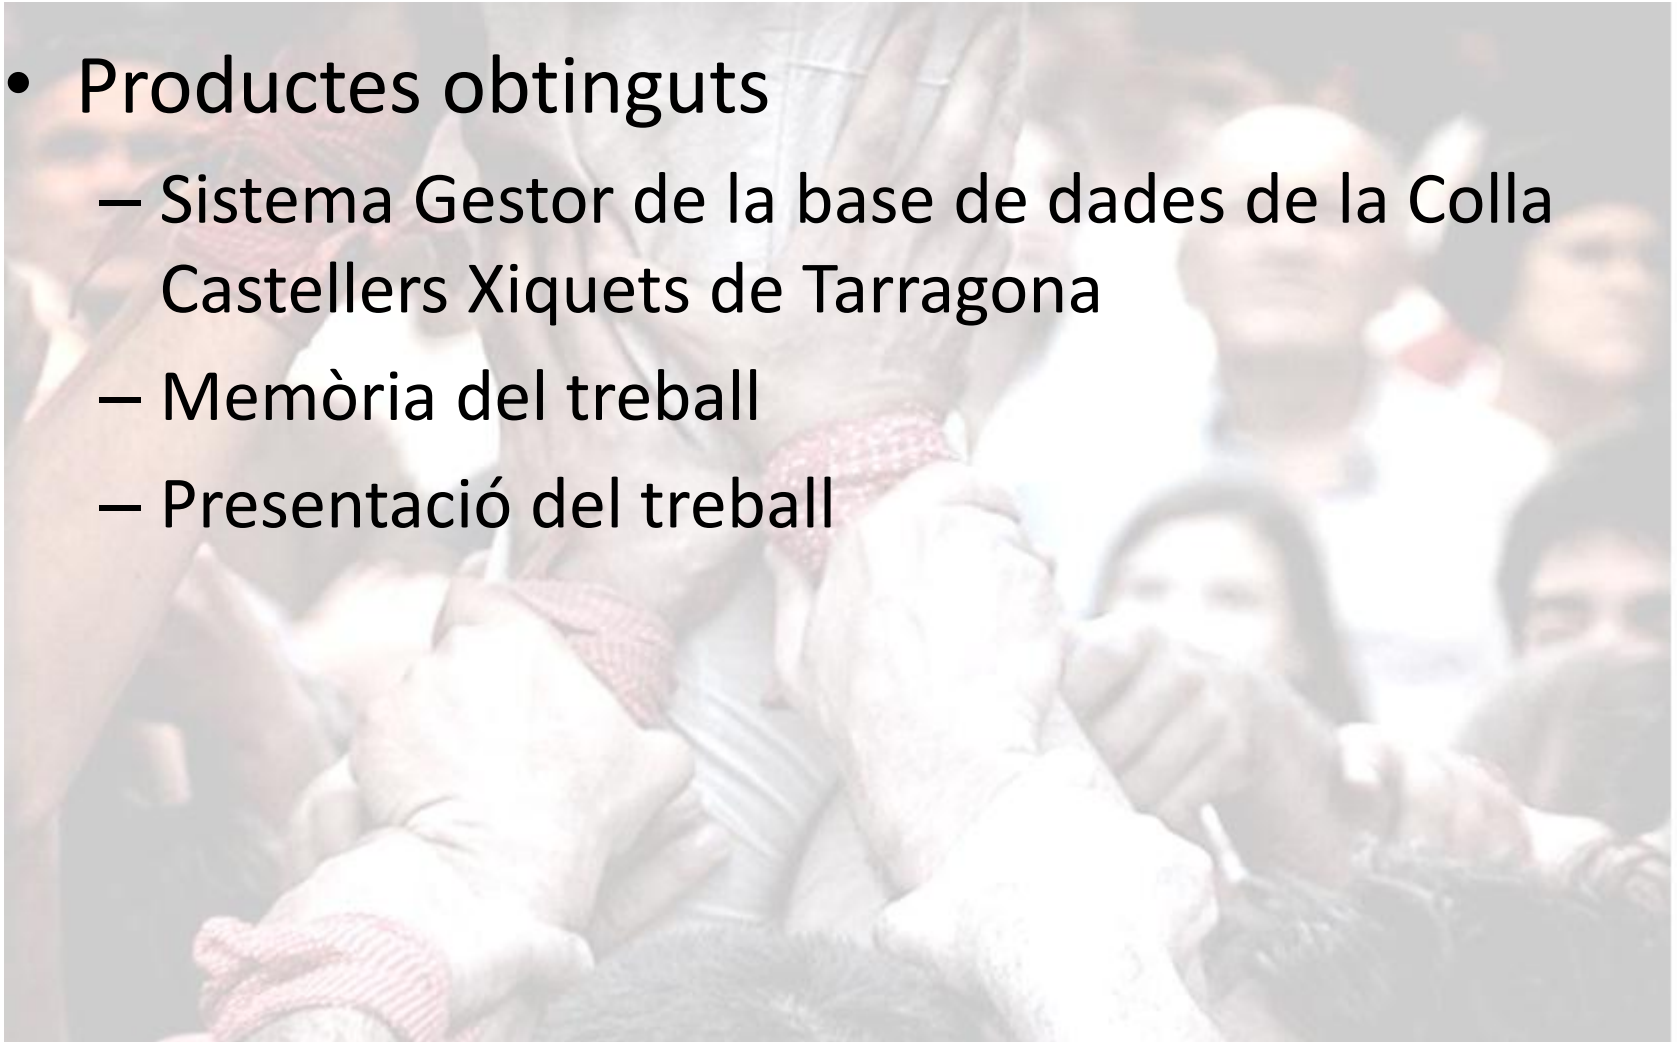 • Productes obtinguts
– Sistema Gestor de la base de dades de la Colla
Castellers Xiquets de Tarragona
– Memòria del treball
– Presentació del treball